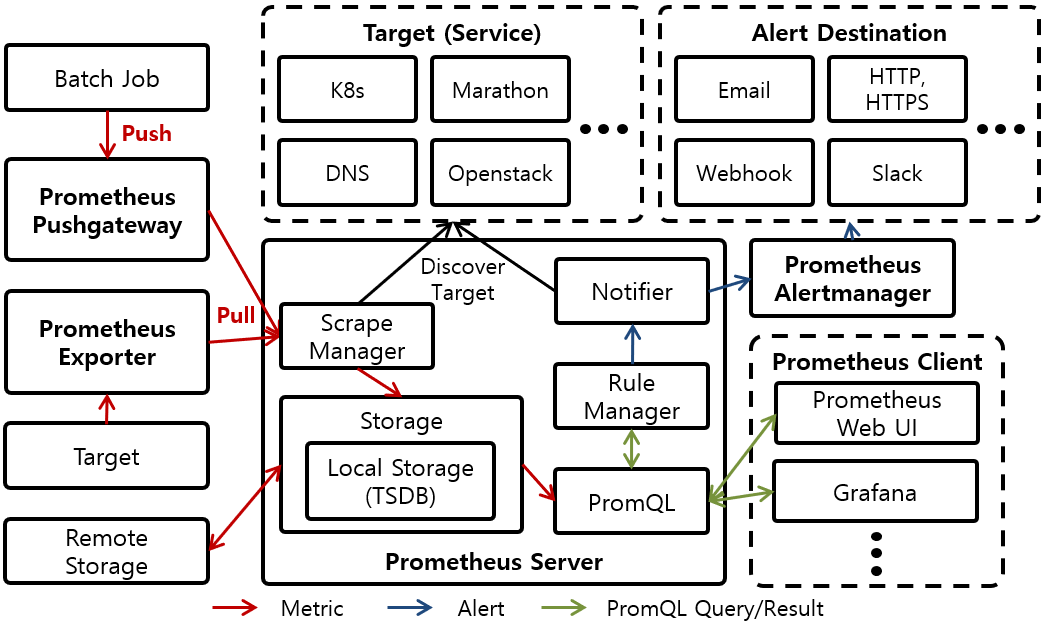 Batch Job
Push
Prometheus
Pushgateway
Prometheus
Exporter
Pull
Target
Remote
Storage
Target (Service)
K8s
Marathon
DNS
Openstack
Alert Destination
Email
HTTP,
HTTPS
Webhook
Slack
Discover
Target
Scrape
Manager
Notifier
Prometheus
Alertmanager
Storage
Local Storage
(TSDB)
Rule
Manager
PromQL
Prometheus Server
Prometheus Client
Prometheus
Web UI
Grafana
Metric
Alert
PromQL Query/Result